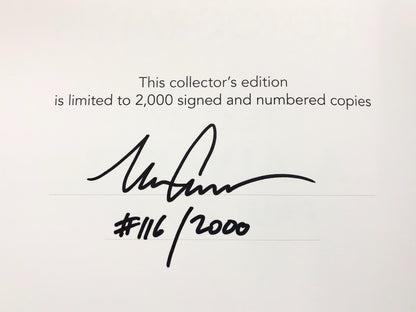 This collector's edition
is limited to 2,000 signed and numbered copies
#116/2000